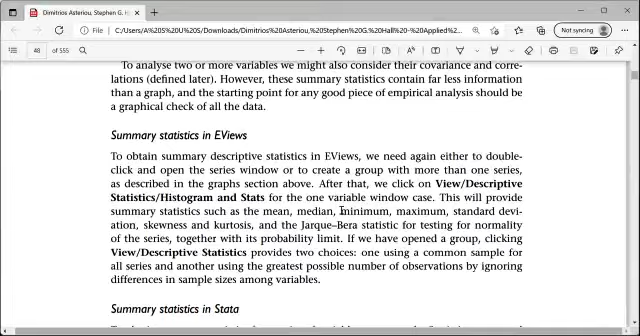 Dimitrios Asteriou, Stephen G. H
File
C:/Users/A%20S%20U%20S/Downloads/Dimitrios%20Asteriou,%20Stephen%20G.%20Hall%20-%20Applied%2...
Not syncing
48 of 555
To analyse two or more variables we might also consider their covariance and corre-
lations (defined later). However, these summary statistics contain far less information
than a graph, and the starting point for any good piece of empirical analysis should be
a graphical check of all the data.
Summary statistics in EViews
To obtain summary descriptive statistics in EViews, we need again either to double-
click and open the series window or to create a group with more than one series,
as described in the graphs section above. After that, we click on View/Descriptive
Statistics/Histogram and Stats for the one variable window case. This will provide
summary statistics such as the mean, median, minimum, maximum, standard devi-
ation, skewness and kurtosis, and the Jarque–Bera statistic for testing for normality
of the series, together with its probability limit. If we have opened a group, clicking
View/Descriptive Statistics provides two choices: one using a common sample for
all series and another using the greatest possible number of observations by ignoring
differences in sample sizes among variables.
Summary statistics in Stata